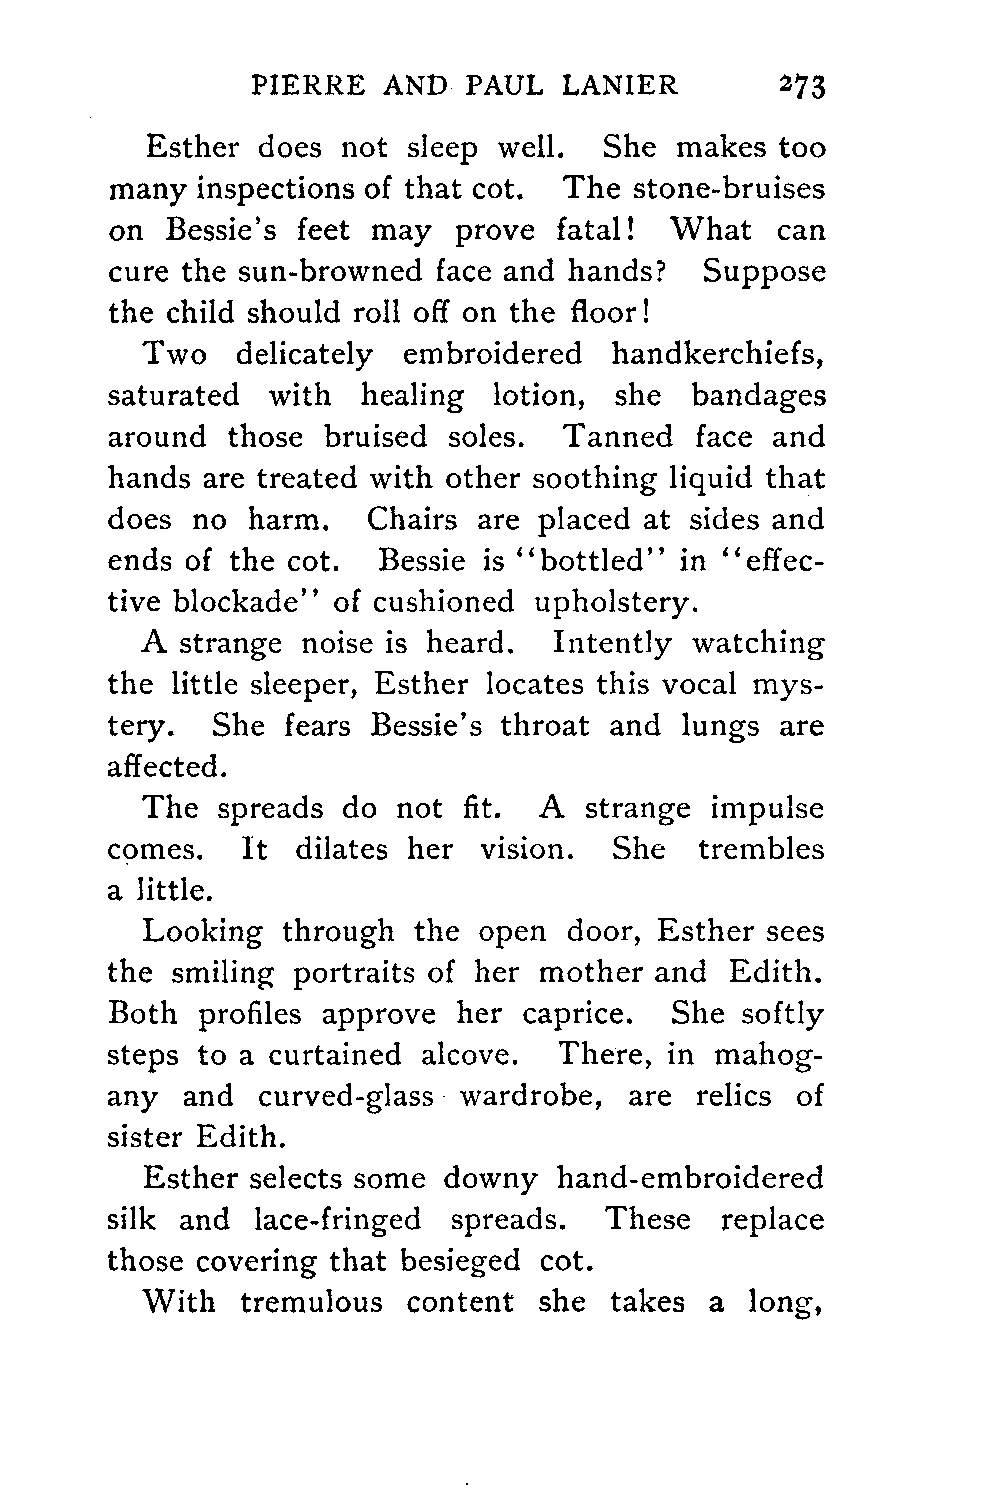 PIERRE AND PAUL LANIER 273
Esther does not sleep well. She makes too
many inspections of that cot. The stone-bruises
on Bessie's feet may prove fatal! What can
cure the sun-browned face and hands? Suppose
the child should roll off on the floor!
Two delicately embroidered handkerchiefs,
saturated with healing lotion, she bandages
around those bruised soles. Tanned face and
hands are treated with other soothing liquid that
does no harm. Chairs are placed at sides and
ends of the cot. Bessie is ''bottled'' in ''effec-
tive blockade'' of cushioned upholstery.
A strange noise is heard. Intently watching
the little sleeper, Esther locates this vocal mys-
tery. She fears Bessie's throat and lungs are
affected.
The spreads do not fit. A strange impulse
comes. It dilates her vision. She trembles
a little.
Looking through the open door, Esther sees
the smiling portraits of her mother and Edith.
Both profiles approve her caprice. She softly
steps to a curtained alcove. There, in mahog-
any and curved-glass wardrobe, are relics of
sister Edith.
Esther selects some downy hand-embroidered
silk and lace-fringed spreads. These replace
those covering that besieged cot.
With tremulous content she takes a long,